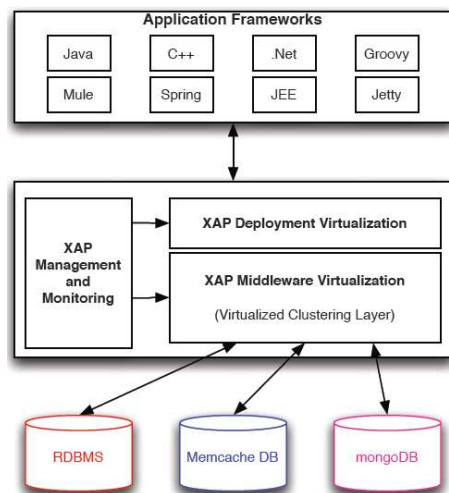 Application Frameworks
Java
C++
.Net
Groovy
Mule
Spring
JEE
Jetty
XAP
Management
and
Monitoring
XAP Deployment Virtualization
XAP Middleware Virtualization
(Virtualized Clustering Layer)
RDBMS
Memcache DB
mongoDB